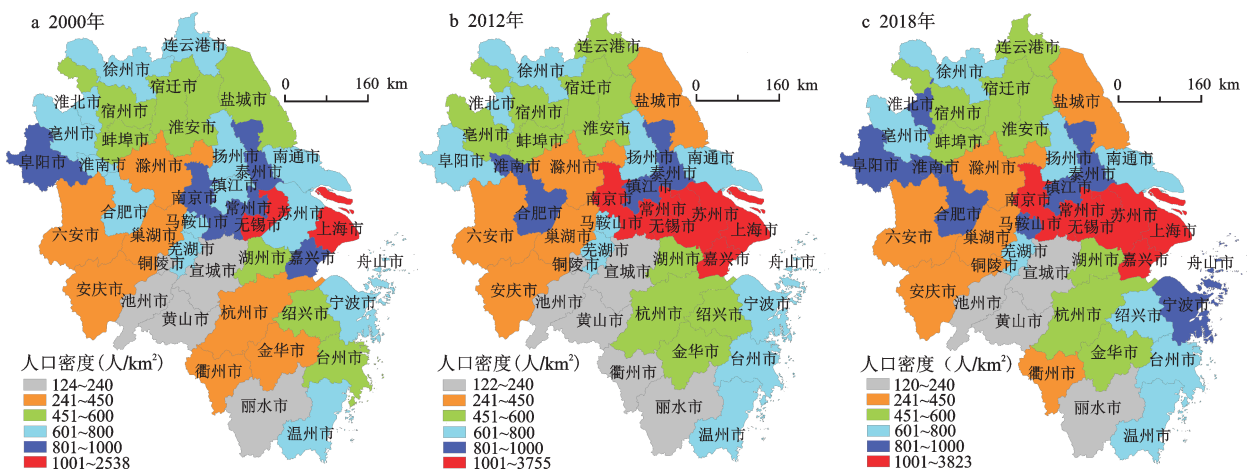 a 2000年
连云港市
徐州市
0 160 km
宿迁市
淮北市
宿州市
盐城市
亳州市
蚌埠市
淮安市
阜阳市
淮南市
滁州市
扬州市
南通市
泰州市
镇江市
南京市
合肥市
常州市
苏州市
马鞍山市
无锡市
上海市
六安市
巢湖市
芜湖市
湖州市
嘉兴市
舟山市
铜陵市
宣城市
安庆市
池州市
杭州市
宁波市
黄山市
绍兴市
金华市
台州市
衢州市
丽水市
温州市
人口密度(人/km²)
124~240
241~450
451~600
601~800
801~1000
1001~2538
b 2012年
连云港市
徐州市
0 160 km
宿迁市
淮北市
宿州市
盐城市
亳州市
蚌埠市
淮安市
阜阳市
淮南市
滁州市
扬州市
南通市
泰州市
镇江市
南京市
合肥市
常州市
苏州市
马鞍山市
无锡市
上海市
六安市
巢湖市
芜湖市
湖州市
嘉兴市
舟山市
铜陵市
宣城市
安庆市
池州市
杭州市
宁波市
黄山市
绍兴市
金华市
台州市
衢州市
丽水市
温州市
人口密度(人/km²)
122~240
241~450
451~600
601~800
801~1000
1001~3755
c 2018年
连云港市
徐州市
0 160 km
宿迁市
淮北市
宿州市
盐城市
亳州市
蚌埠市
淮安市
阜阳市
淮南市
滁州市
扬州市
南通市
泰州市
镇江市
南京市
合肥市
常州市
苏州市
马鞍山市
无锡市
上海市
六安市
巢湖市
芜湖市
湖州市
嘉兴市
舟山市
铜陵市
宣城市
安庆市
池州市
杭州市
宁波市
黄山市
绍兴市
金华市
台州市
衢州市
丽水市
温州市
人口密度(人/km²)
120~240
241~450
451~600
601~800
801~1000
1001~3823